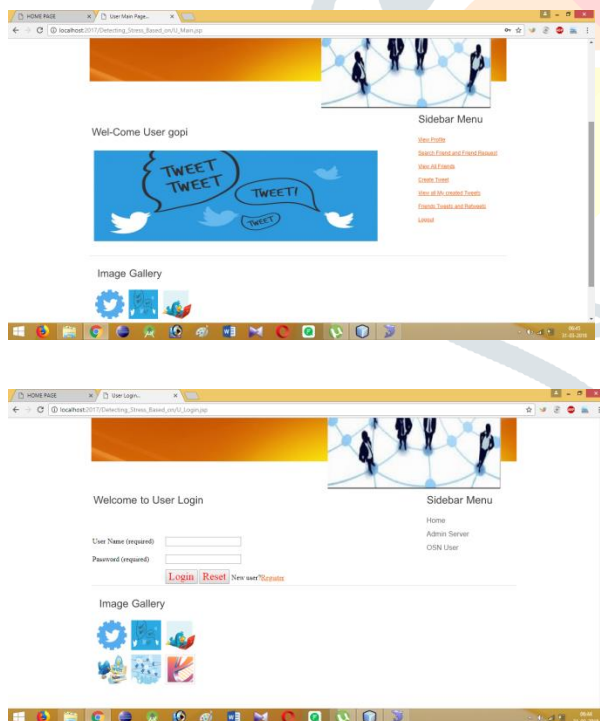 HOME PAGE
User Main Page...
localhost:2017/Detecting_Stress_Based_on/U_Main.jsp
Sidebar Menu
Wel-Come User gopi
View Profile
Search Friend and Friend Request
View All Friends
Create Tweet
View all My created Tweets
Friends Tweets and Retweets
Logout
TWEET
TWEET
TWEET!
TWEET
Image Gallery
06:41
HOME PAGE
User Login..
localhost:2017/Detecting_Stress_Based_on/U_Login.jsp
Welcome to User Login
Sidebar Menu
Home
Admin Server
OSN User
User Name (required)
Password (required)
Login Reset New user?Register
Image Gallery